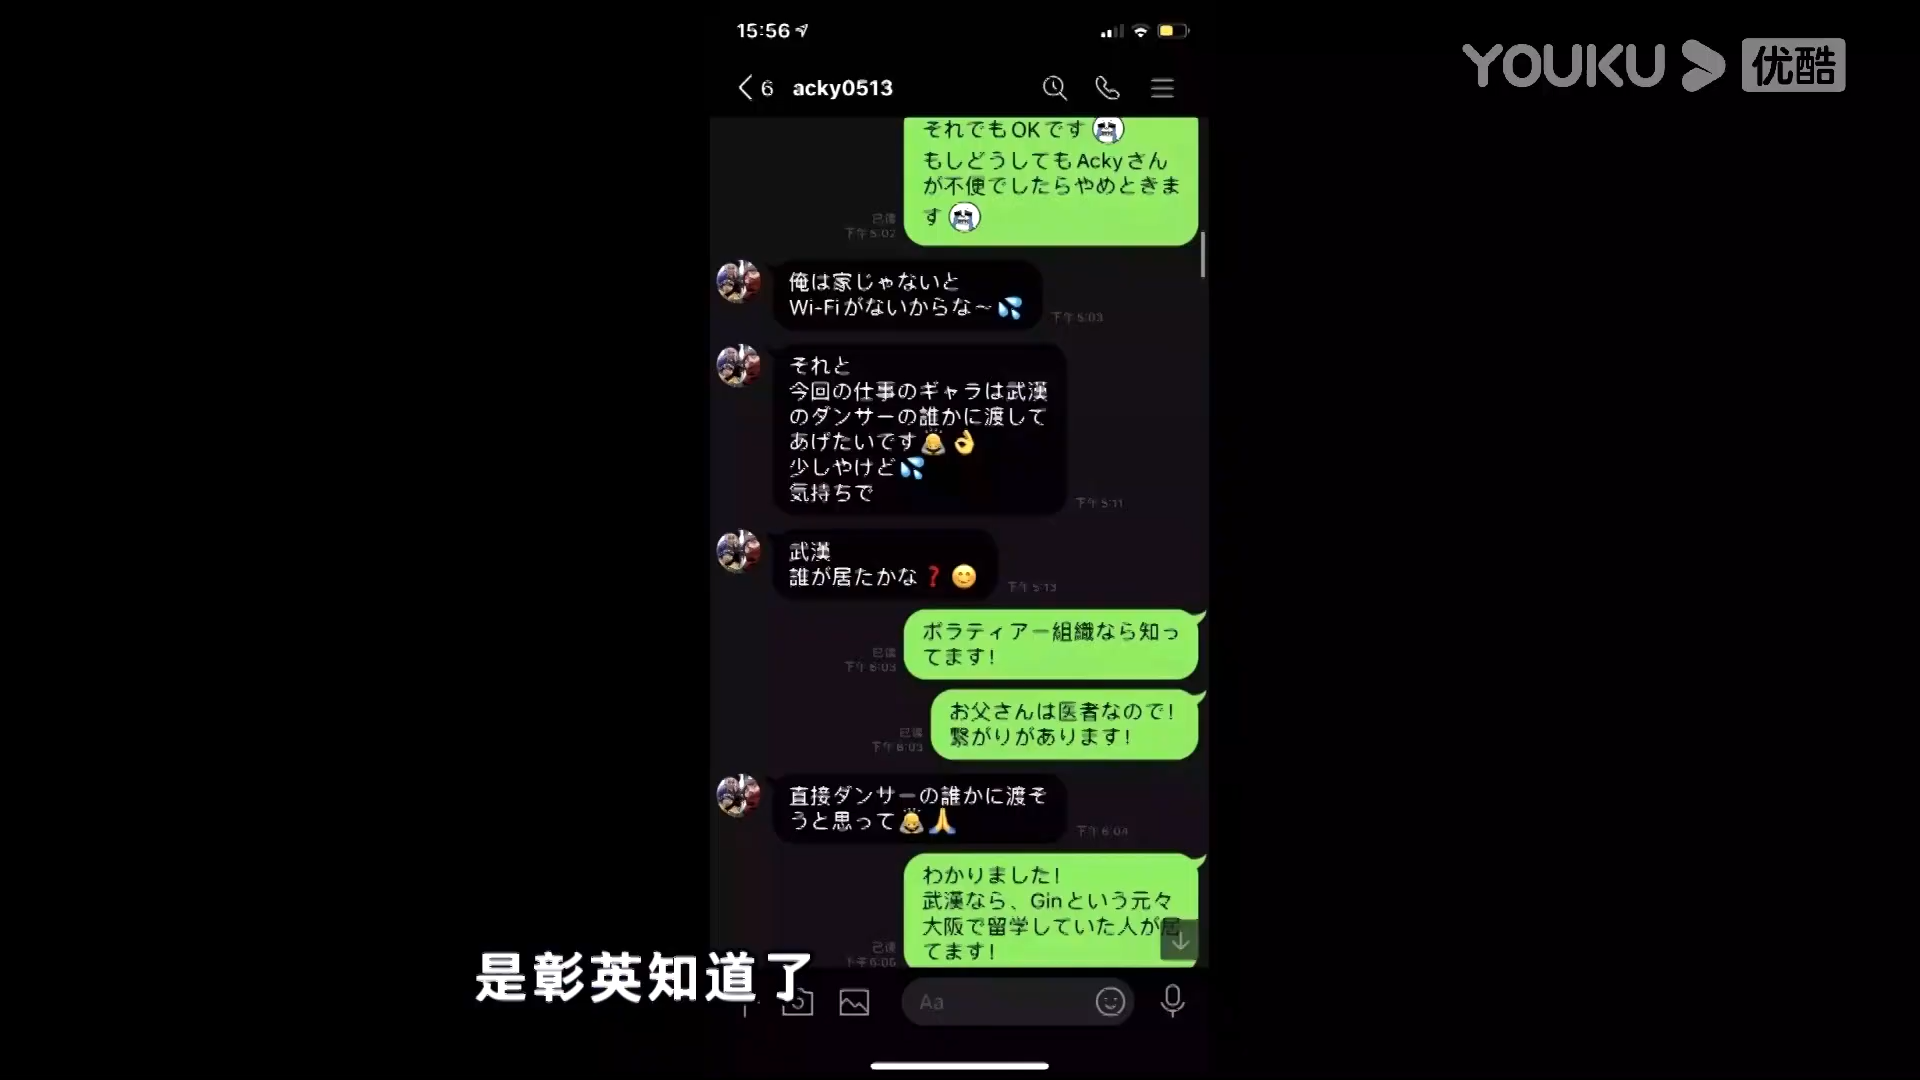 15:56
YOUKU 优酷
6 acky0513
それでもOKです
もしどうしてもAckyさん
が不便でしたらやめときま
す
已讀
下午 5:02
俺は家じゃないと
Wi-Fiがないからな～
下午 5:03
それと
今回の仕事のギャラは武漢
のダンサーの誰かに渡して
あげたいです
少しやけど
気持ちで
下午 5:11
武漢
誰が居たかな❓
下午 5:13
ボラティアー組織なら知っ
てます!
已讀
下午 6:03
お父さんは医者なので!
繋がりがあります!
已讀
下午 6:03
直接ダンサーの誰かに渡そ
うと思って
下午 6:04
わかりました!
武漢なら、Ginという元々
大阪で留学していた人が居
てます!
已讀
下午 6:06
是彰英知道了
Aa